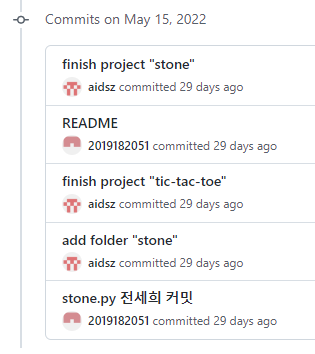 Commits on May 15, 2022
finish project "stone"
aidsz committed 29 days ago
README
2019182051 committed 29 days ago
finish project "tic-tac-toe"
aidsz committed 29 days ago
add folder "stone"
aidsz committed 29 days ago
stone.py 전세희 커밋
2019182051 committed 29 days ago